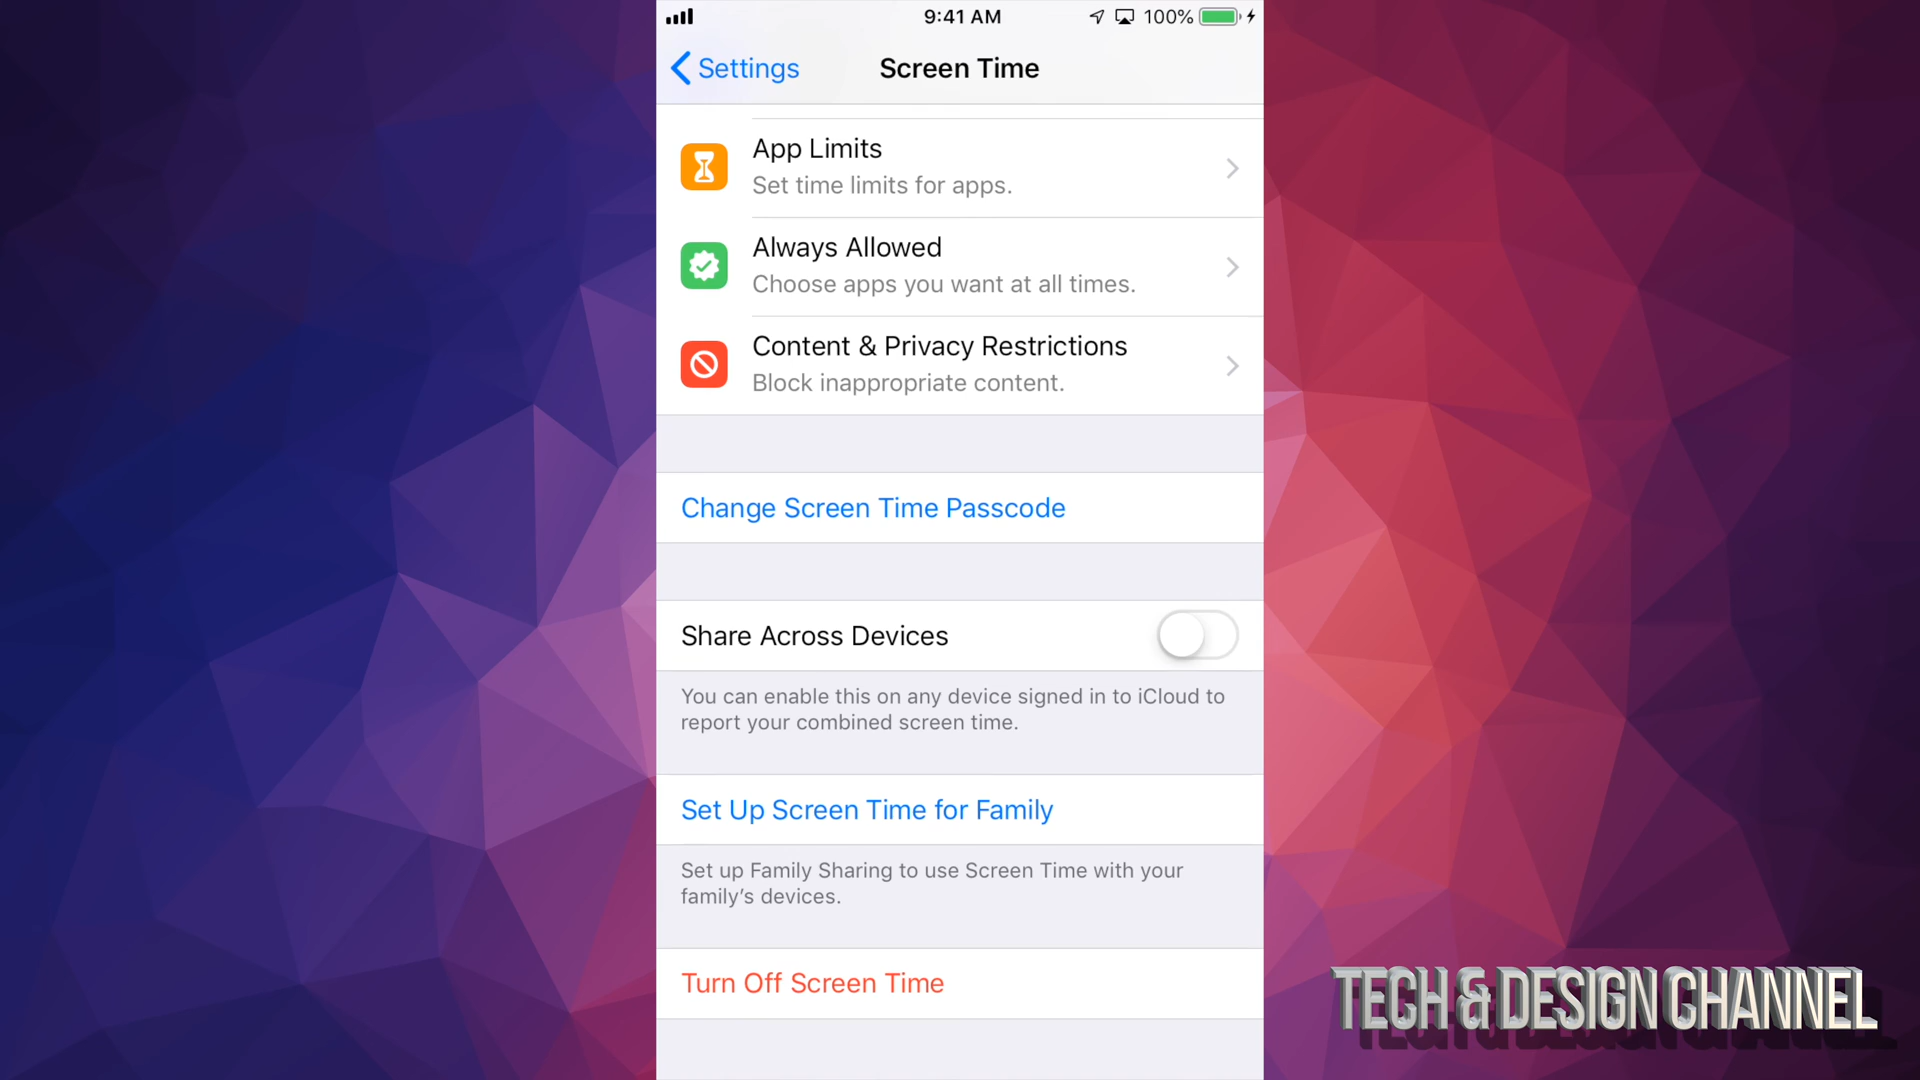 9:41 AM
100%
Settings
Screen Time
App Limits
Set time limits for apps.
Always Allowed
Choose apps you want at all times.
Content & Privacy Restrictions
Block inappropriate content.
Change Screen Time Passcode
Share Across Devices
You can enable this on any device signed in to iCloud to
report your combined screen time.
Set Up Screen Time for Family
Set up Family Sharing to use Screen Time with your
family’s devices.
Turn Off Screen Time
TECH & DESIGN CHANNEL